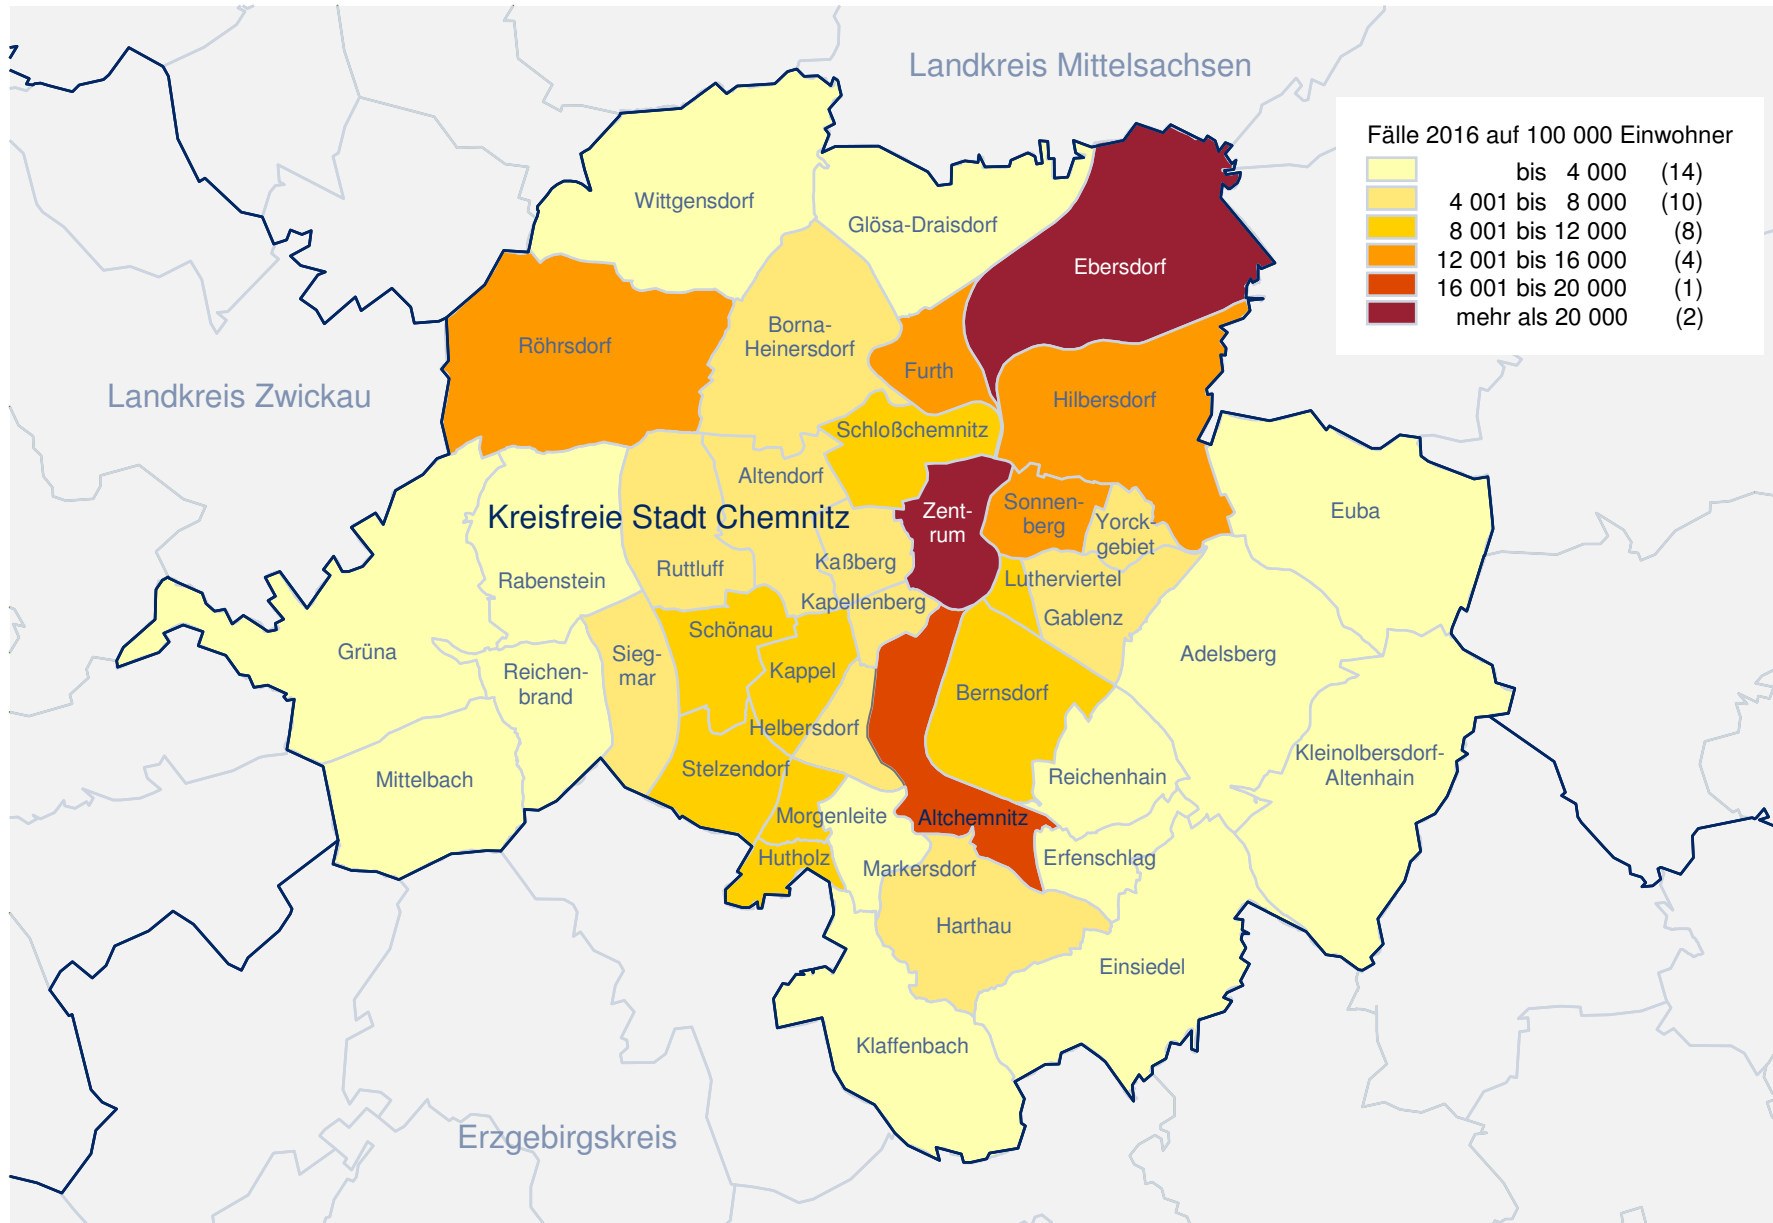 Landkreis Mittelsachsen
Fälle 2016 auf 100 000 Einwohner
bis 4 000 (14)
4 001 bis 8 000 (10)
8 001 bis 12 000 (8)
12 001 bis 16 000 (4)
16 001 bis 20 000 (1)
mehr als 20 000 (2)
Wittgensdorf
Glösa-Draisdorf
Ebersdorf
Röhrsdorf
Borna-
Heinersdorf
Furth
Hilbersdorf
Landkreis Zwickau
Schloßchemnitz
Altendorf
Kreisfreie Stadt Chemnitz
Zent-
rum
Sonnen-
berg
Yorck-
gebiet
Euba
Rabenstein
Ruttluff
Kaßberg
Lutherviertel
Kapellenberg
Gablenz
Grüna
Schönau
Sieg-
mar
Reichen-
brand
Kappel
Bernsdorf
Adelsberg
Helbersdorf
Mittelbach
Stelzendorf
Reichenhain
Kleinolbersdorf-
Altenhain
Morgenleite
Altchemnitz
Hutholz
Markersdorf
Erfenschlag
Harthau
Einsiedel
Klaffenbach
Erzgebirgskreis